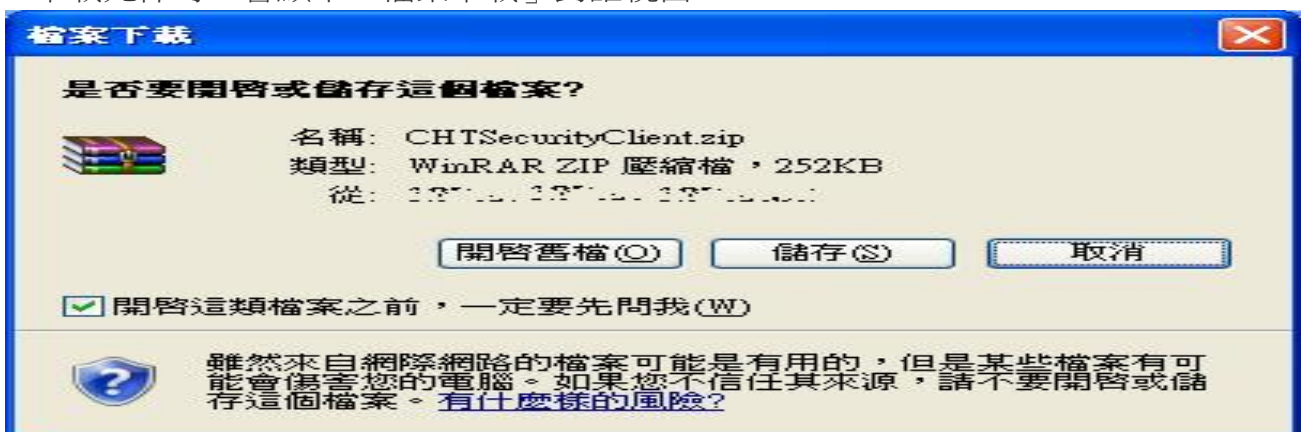 檔案下載
是否要開啓或儲存這個檔案?
名稱: CHTSecurityClient.zip
類型: WinRAR ZIP 壓縮檔，252KB
從:
開啓舊檔(O) 儲存(S) 取消
開啓這類檔案之前，一定要先問我(W)
雖然來自網際網路的檔案可能是有用的，但是某些檔案有可
能會傷害您的電腦。如果您不信任其來源，請不要開啓或儲
存這個檔案。有什麼樣的風險?